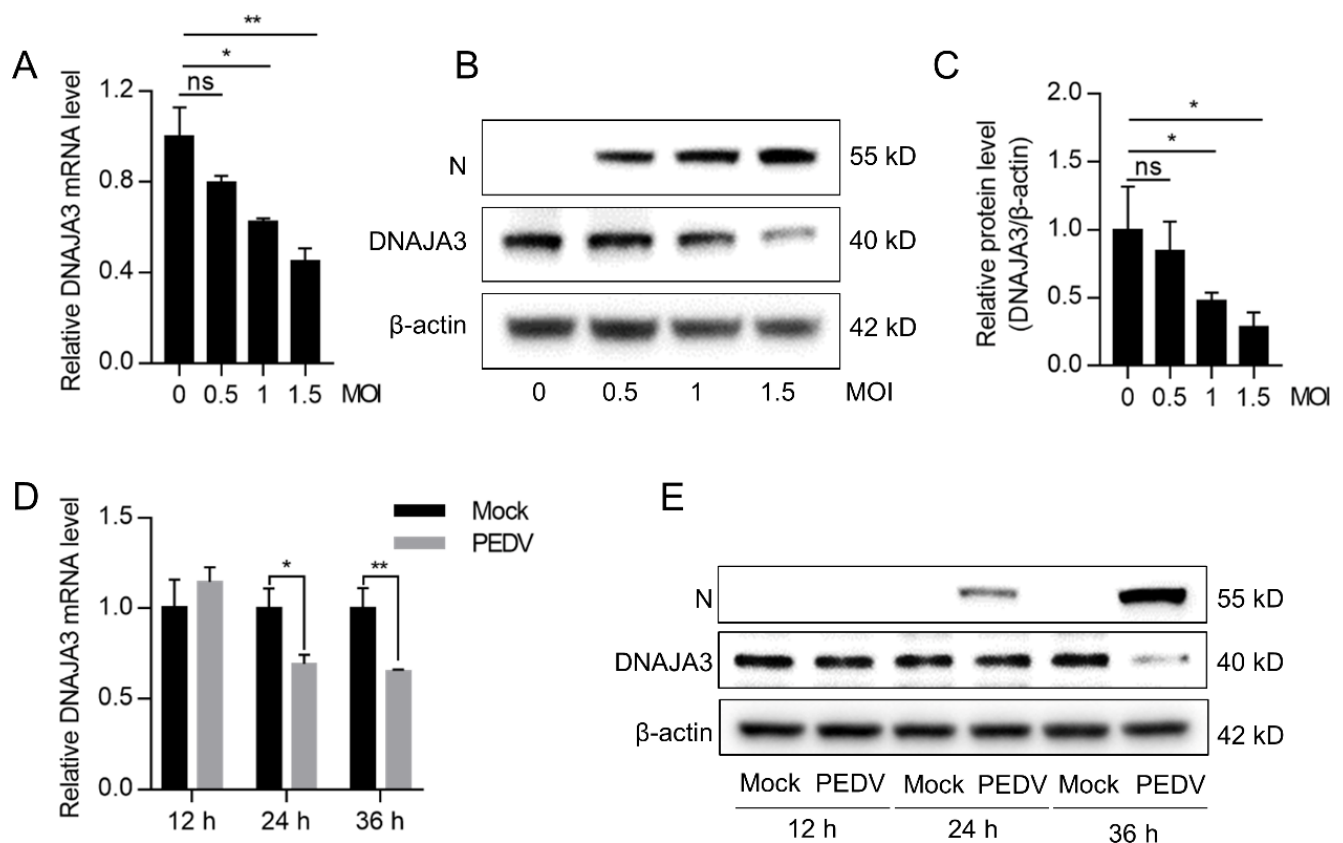 A
**
*
ns
Relative DNAJA3 mRNA level
1.2
0.8
0.4
0.0
0 0.5 1 1.5 MOI
B
N 55 kD
DNAJA3 40 kD
β-actin 42 kD
0 0.5 1 1.5 MOI
C
*
*
ns
Relative protein level
(DNAJA3/β-actin)
2.0
1.5
1.0
0.5
0.0
0 0.5 1 1.5 MOI
D
Mock
PEDV
* **
Relative DNAJA3 mRNA level
1.5
1.0
0.5
0.0
12 h 24 h 36 h
E
N 55 kD
DNAJA3 40 kD
β-actin 42 kD
Mock PEDV Mock PEDV Mock PEDV
12 h 24 h 36 h